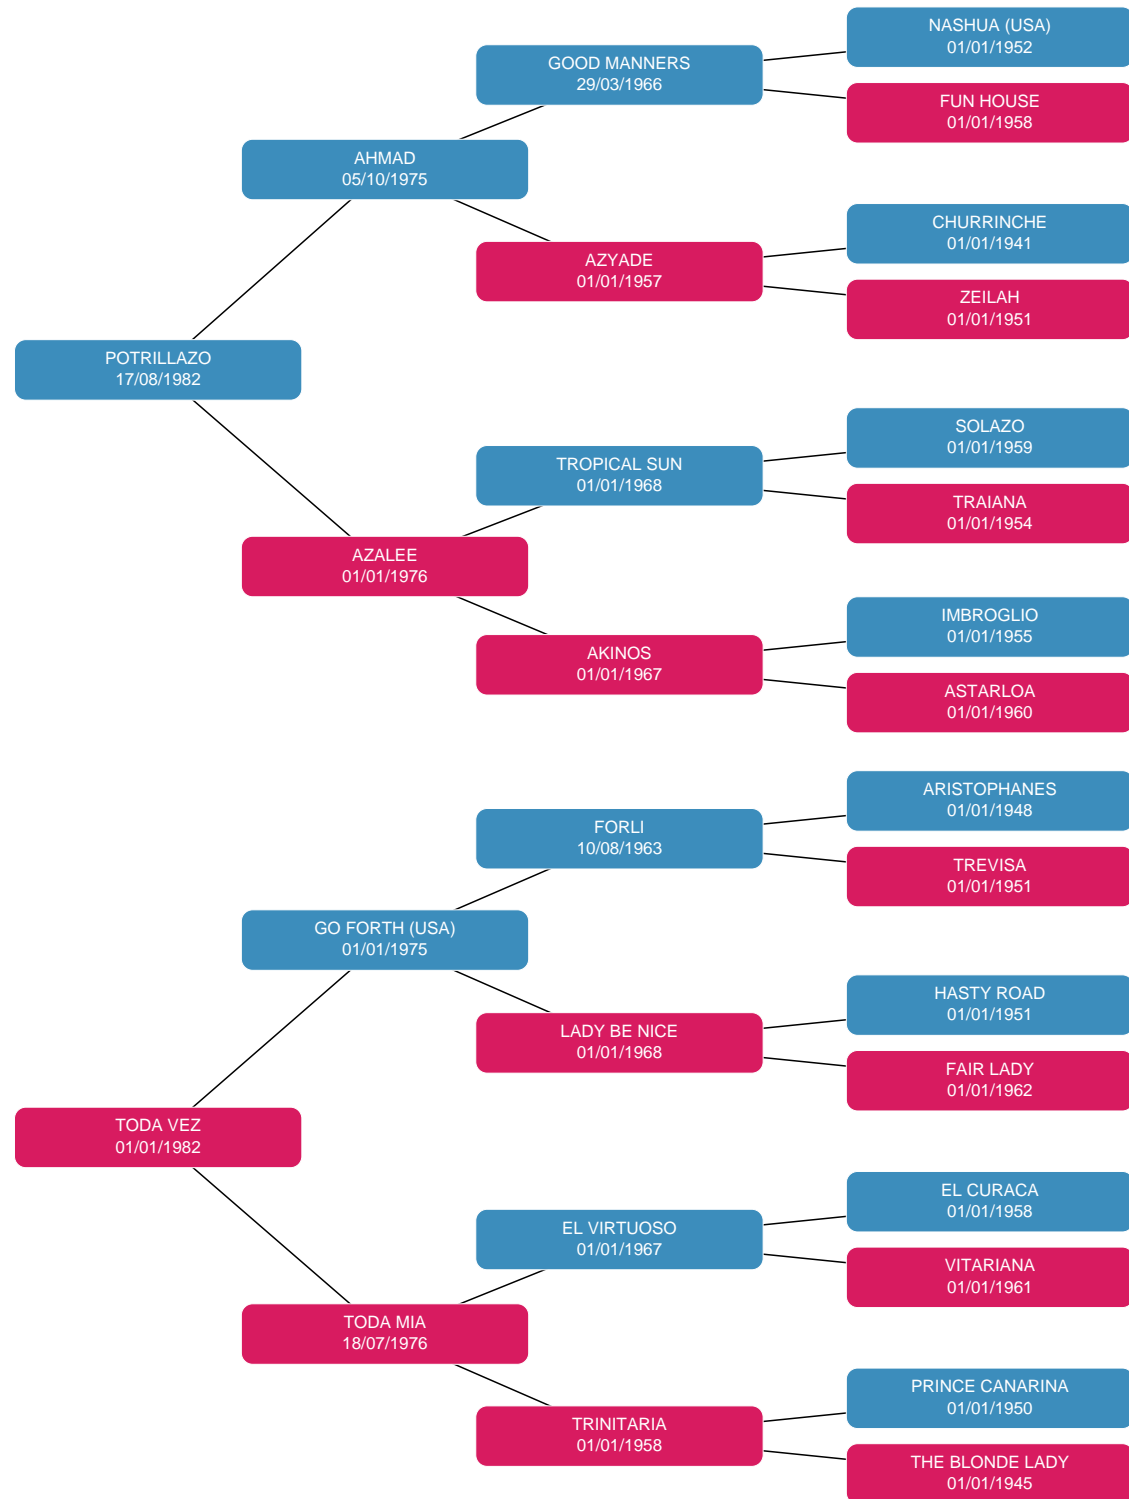 NASHUA (USA)
01/01/1952
GOOD MANNERS
29/03/1966
FUN HOUSE
01/01/1958
AHMAD
05/10/1975
CHURRINCHE
01/01/1941
AZYADE
01/01/1957
ZEILAH
01/01/1951
POTRILLAZO
17/08/1982
SOLAZO
01/01/1959
TROPICAL SUN
01/01/1968
TRAIANA
01/01/1954
AZALEE
01/01/1976
IMBROGLIO
01/01/1955
AKINOS
01/01/1967
ASTARLOA
01/01/1960
ARISTOPHANES
01/01/1948
FORLI
10/08/1963
TREVISA
01/01/1951
GO FORTH (USA)
01/01/1975
HASTY ROAD
01/01/1951
LADY BE NICE
01/01/1968
FAIR LADY
01/01/1962
TODA VEZ
01/01/1982
EL CURACA
01/01/1958
EL VIRTUOSO
01/01/1967
VITARIANA
01/01/1961
TODA MIA
18/07/1976
PRINCE CANARINA
01/01/1950
TRINITARIA
01/01/1958
THE BLONDE LADY
01/01/1945